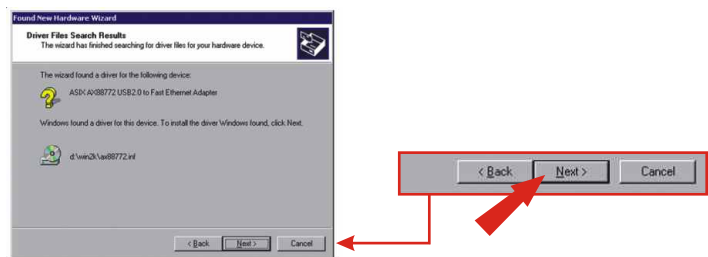 Found New Hardware Wizard
Driver Files Search Results
The wizard has finished searching for driver files for your hardware device.
The wizard found a driver for the following device:
ASIX AX88772 USB2.0 to Fast Ethernet Adapter
Windows found a driver for this device. To install the driver Windows found, click Next.
d:\win2k\ax88772.inf
< Back Next > Cancel
< Back Next > Cancel